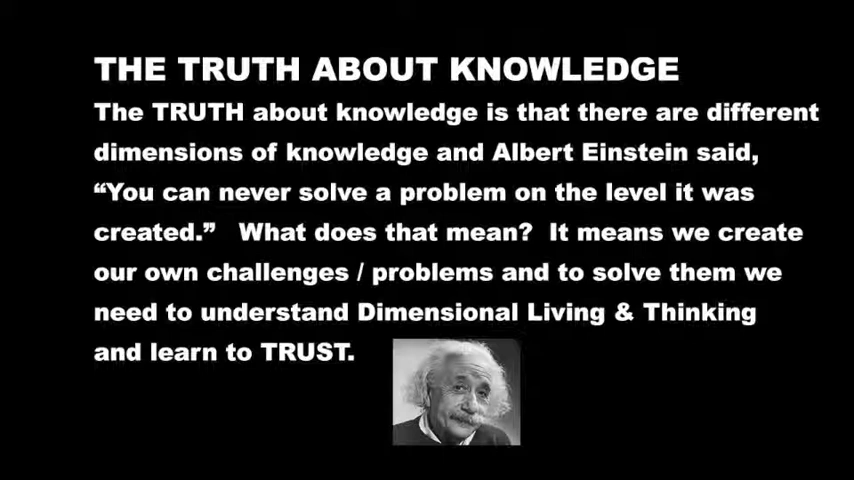 THE TRUTH ABOUT KNOWLEDGE
The TRUTH about knowledge is that there are different
dimensions of knowledge and Albert Einstein said,
“You can never solve a problem on the level it was
created.”   What does that mean?  It means we create
our own challenges / problems and to solve them we
need to understand Dimensional Living & Thinking
and learn to TRUST.